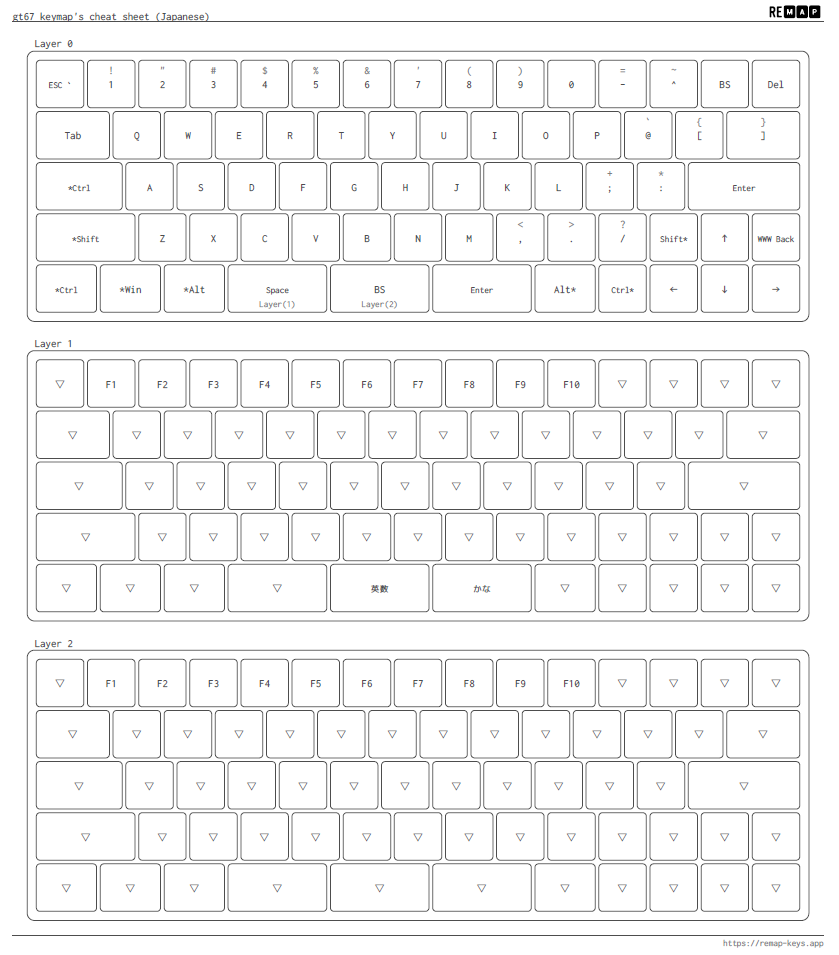 gt67 keymap's cheat sheet (Japanese)
REMAP
Layer 0
! " # $ % & ' ( ) = ~
ESC ` 1 2 3 4 5 6 7 8 9 0 - ^ BS Del
` { }
Tab Q W E R T Y U I O P @ [ ]
+ *
*Ctrl A S D F G H J K L ; : Enter
< > ?
*Shift Z X C V B N M , . / Shift* ↑ WWW Back
*Ctrl *Win *Alt Space BS Enter Alt* Ctrl* ← ↓ →
Layer(1) Layer(2)
Layer 1
▽ F1 F2 F3 F4 F5 F6 F7 F8 F9 F10 ▽ ▽ ▽ ▽
▽ ▽ ▽ ▽ ▽ ▽ ▽ ▽ ▽ ▽ ▽ ▽ ▽ ▽
▽ ▽ ▽ ▽ ▽ ▽ ▽ ▽ ▽ ▽ ▽ ▽ ▽
▽ ▽ ▽ ▽ ▽ ▽ ▽ ▽ ▽ ▽ ▽ ▽ ▽ ▽
▽ ▽ ▽ ▽ 英数 かな ▽ ▽ ▽ ▽ ▽
Layer 2
▽ F1 F2 F3 F4 F5 F6 F7 F8 F9 F10 ▽ ▽ ▽ ▽
▽ ▽ ▽ ▽ ▽ ▽ ▽ ▽ ▽ ▽ ▽ ▽ ▽ ▽
▽ ▽ ▽ ▽ ▽ ▽ ▽ ▽ ▽ ▽ ▽ ▽ ▽
▽ ▽ ▽ ▽ ▽ ▽ ▽ ▽ ▽ ▽ ▽ ▽ ▽ ▽
▽ ▽ ▽ ▽ ▽ ▽ ▽ ▽ ▽ ▽ ▽
https://remap-keys.app